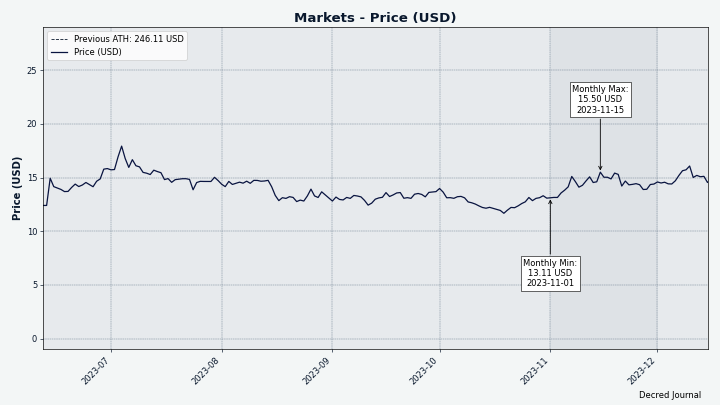 Markets - Price (USD)
Previous ATH: 246.11 USD
Price (USD)
Price (USD)
25
20
15
10
5
0
Monthly Max:
15.50 USD
2023-11-15
Monthly Min:
13.11 USD
2023-11-01
2023-07
2023-08
2023-09
2023-10
2023-11
2023-12
Decred Journal